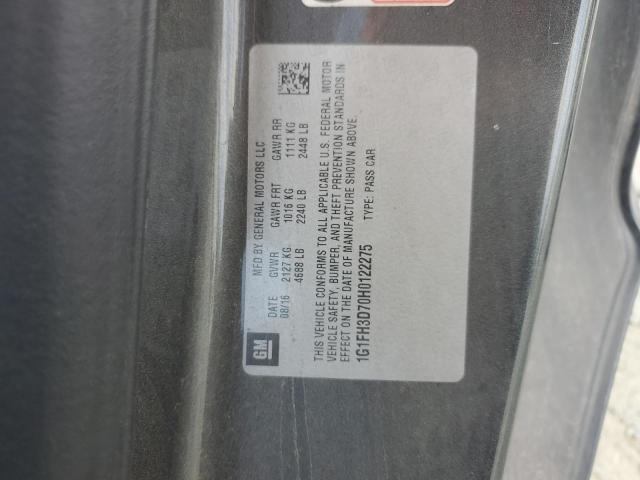 GM
MFD BY GENERAL MOTORS LLC
DATE GVWR GAWR FRT GAWR RR
08/16 2127 KG 1016 KG 1111 KG
4688 LB 2240 LB 2448 LB
THIS VEHICLE CONFORMS TO ALL APPLICABLE U.S. FEDERAL MOTOR
VEHICLE SAFETY, BUMPER, AND THEFT PREVENTION STANDARDS IN
EFFECT ON THE DATE OF MANUFACTURE SHOWN ABOVE.
1G1FH3D70H0122275 TYPE: PASS CAR